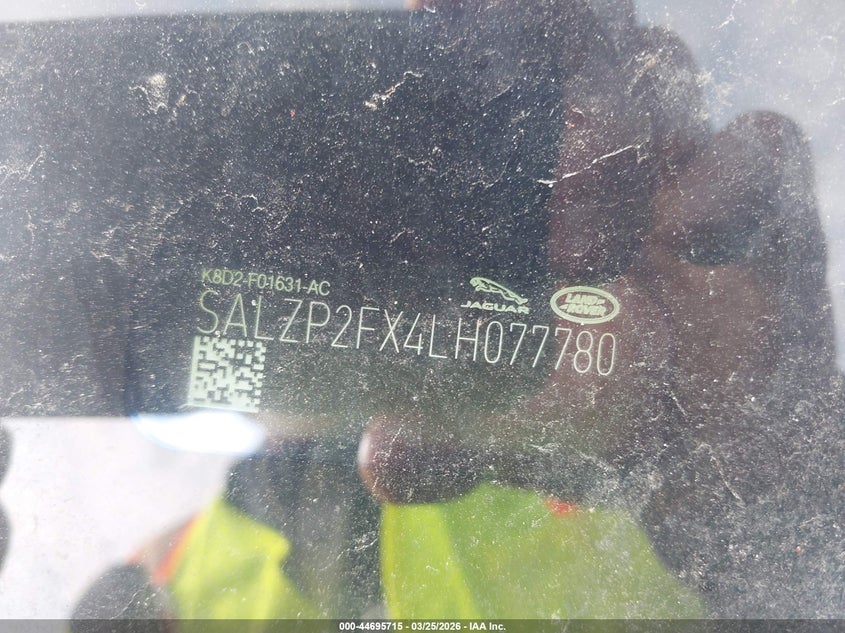 K8D2-F01631-AC
JAGUAR
LAND-
ROVER
SALZP2FX4LH077780
000-44695715 - 03/25/2026 - IAA Inc.